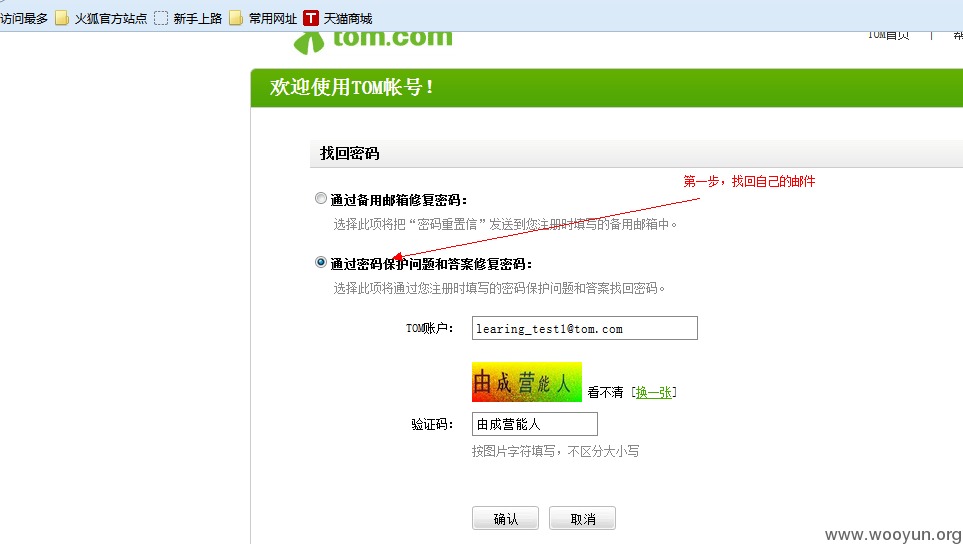 访问最多 火狐官方站点 新手上路 常用网址 T 天猫商城
tom.com
TOM首页 |
欢迎使用TOM帐号!
找回密码
第一步，找回自己的邮件
通过备用邮箱修复密码：
选择此项将把“密码重置信”发送到您注册时填写的备用邮箱中。
通过密码保护问题和答案修复密码：
选择此项将通过您注册时填写的密码保护问题和答案找回密码。
TOM账户： learing_test1@tom.com
由成营能人 看不清 [换一张]
验证码： 由成营能人
按图片字符填写，不区分大小写
确认 取消
www.wooyun.org